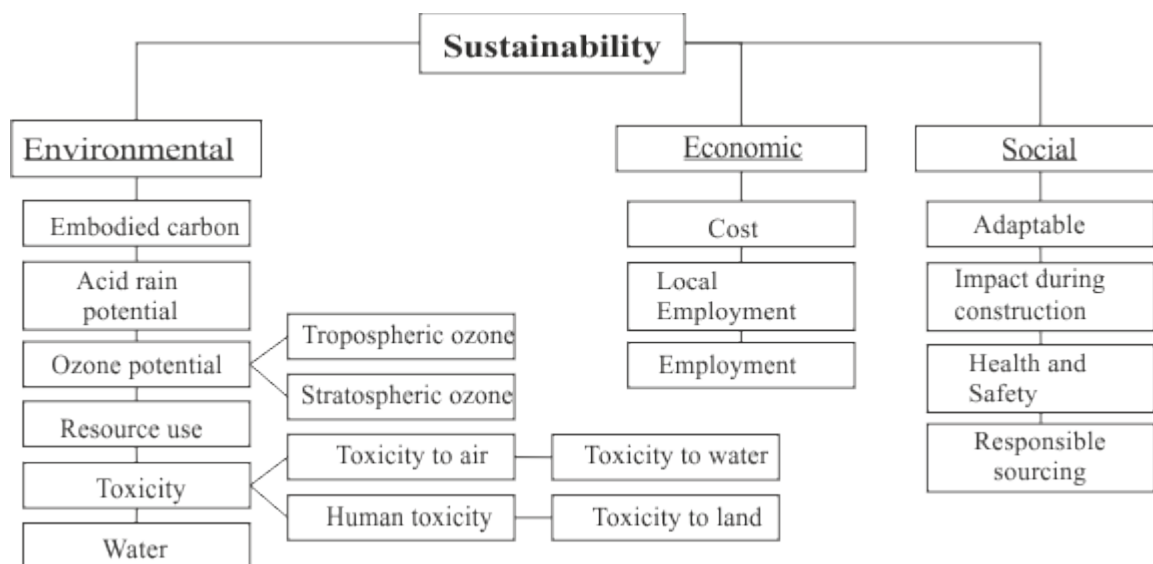 Sustainability
Environmental
Embodied carbon
Acid rain
potential
Ozone potential
Tropospheric ozone
Stratospheric ozone
Resource use
Toxicity
Toxicity to air
Toxicity to water
Human toxicity
Toxicity to land
Water
Economic
Cost
Local
Employment
Employment
Social
Adaptable
Impact during
construction
Health and
Safety
Responsible
sourcing